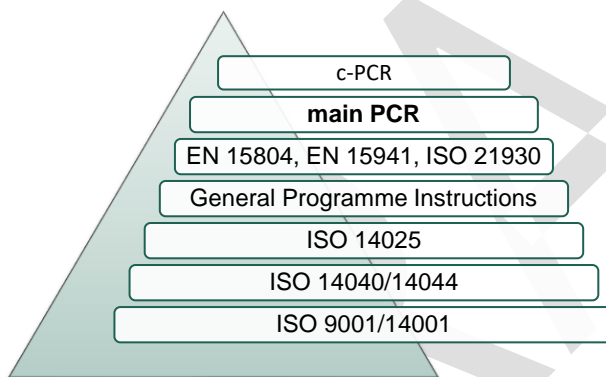 c-PCR
main PCR
EN 15804, EN 15941, ISO 21930
General Programme Instructions
ISO 14025
ISO 14040/14044
ISO 9001/14001